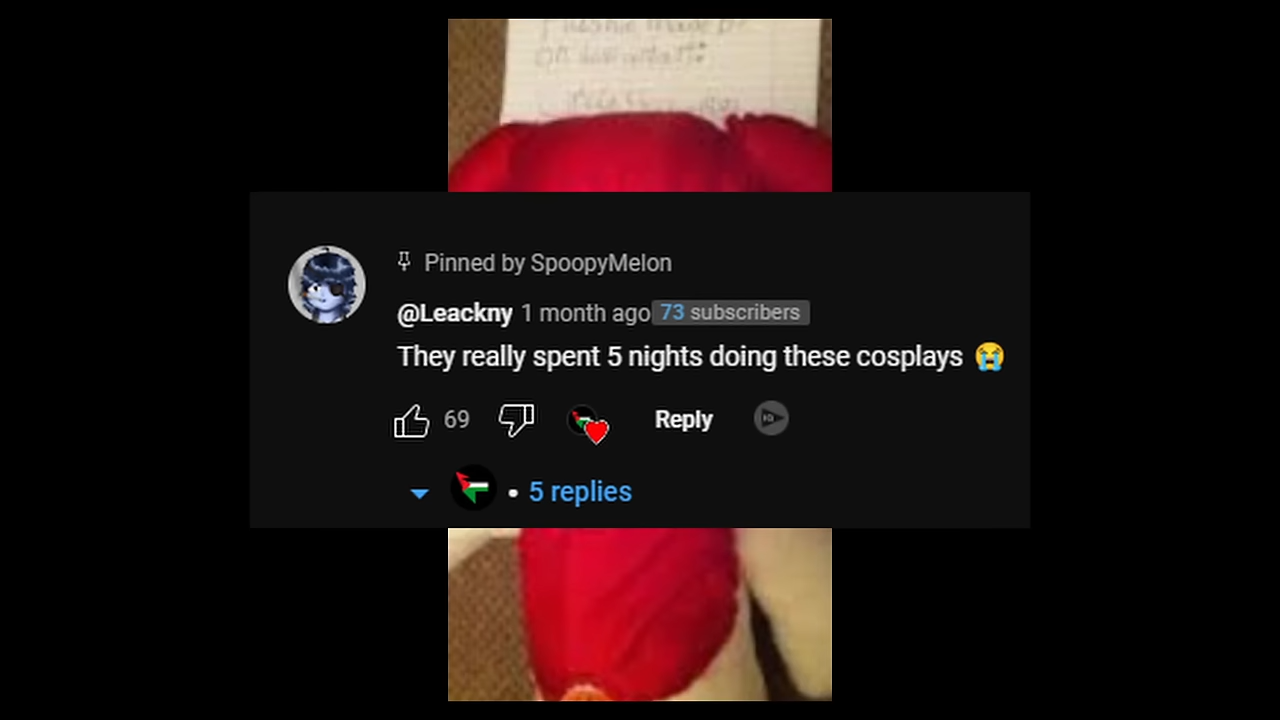 Pinned by SpoopyMelon
@Leackny 1 month ago 73 subscribers
They really spent 5 nights doing these cosplays 😭
69 Reply
• 5 replies